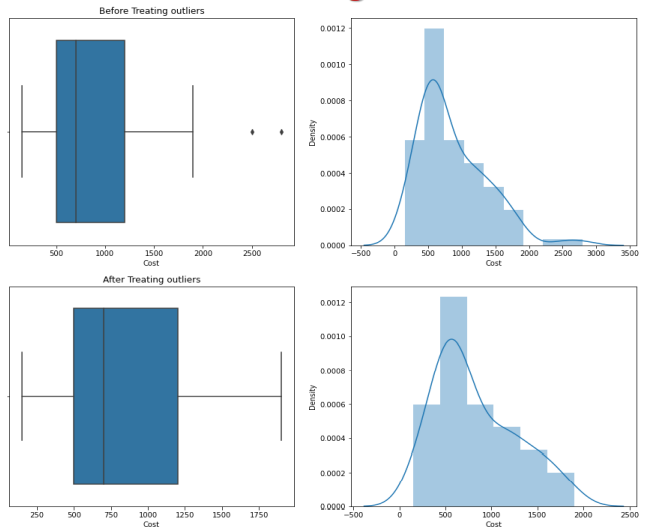 Before Treating outliers
500 1000 1500 2000 2500
Cost
Density
0.0012
0.0010
0.0008
0.0006
0.0004
0.0002
0.0000
−500 0 500 1000 1500 2000 2500 3000 3500
Cost
After Treating outliers
250 500 750 1000 1250 1500 1750
Cost
Density
0.0012
0.0010
0.0008
0.0006
0.0004
0.0002
0.0000
−500 0 500 1000 1500 2000 2500
Cost